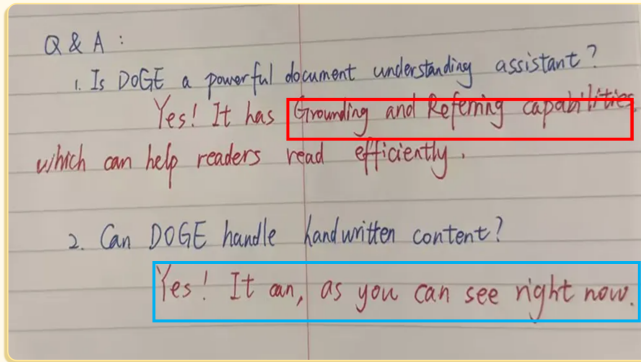 Q & A :
1. Is DOGE a powerful document understanding assistant?
Yes! It has Grounding and Referring capabilities,
which can help readers read efficiently.
2. Can DOGE handle handwritten content?
Yes! It can, as you can see right now.